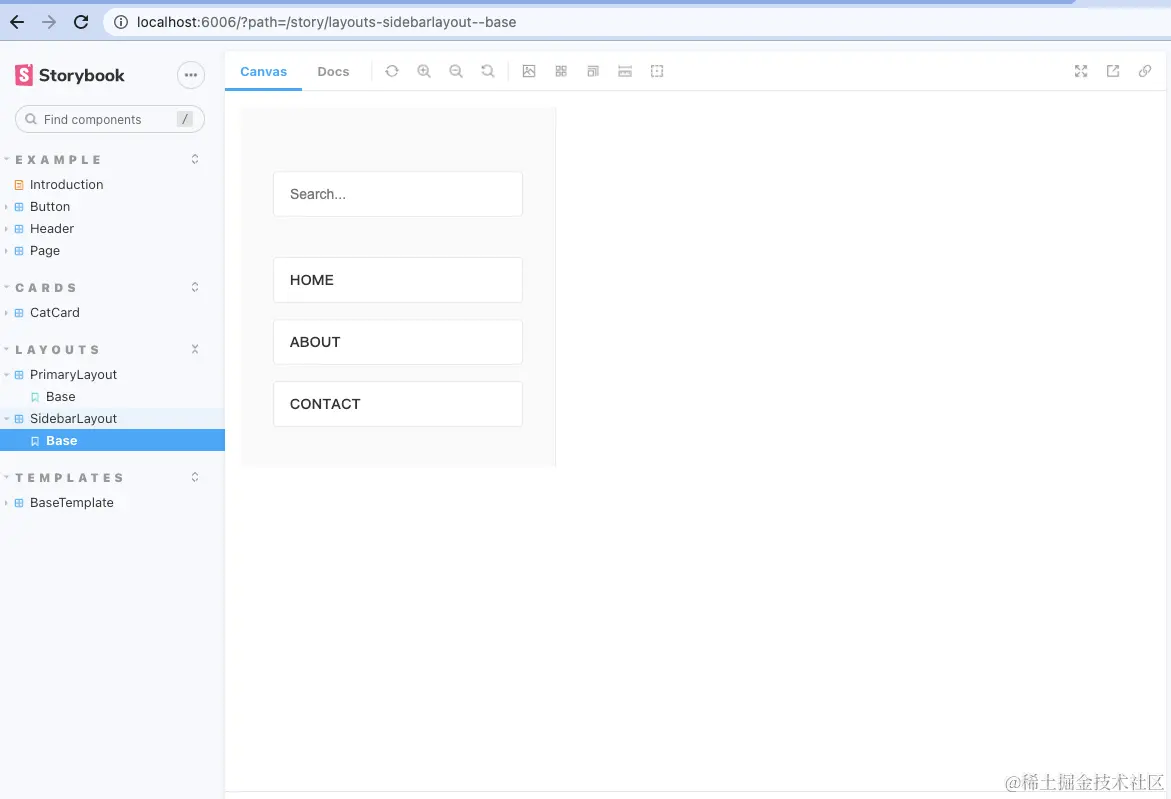 localhost:6006/?path=/story/layouts-sidebarlayout--base
Storybook
Canvas Docs
Find components /
EXAMPLE
Introduction
Button
Header
Page
CARDS
CatCard
LAYOUTS
PrimaryLayout
Base
SidebarLayout
Base
TEMPLATES
BaseTemplate
Search...
HOME
ABOUT
CONTACT
@稀土掘金技术社区